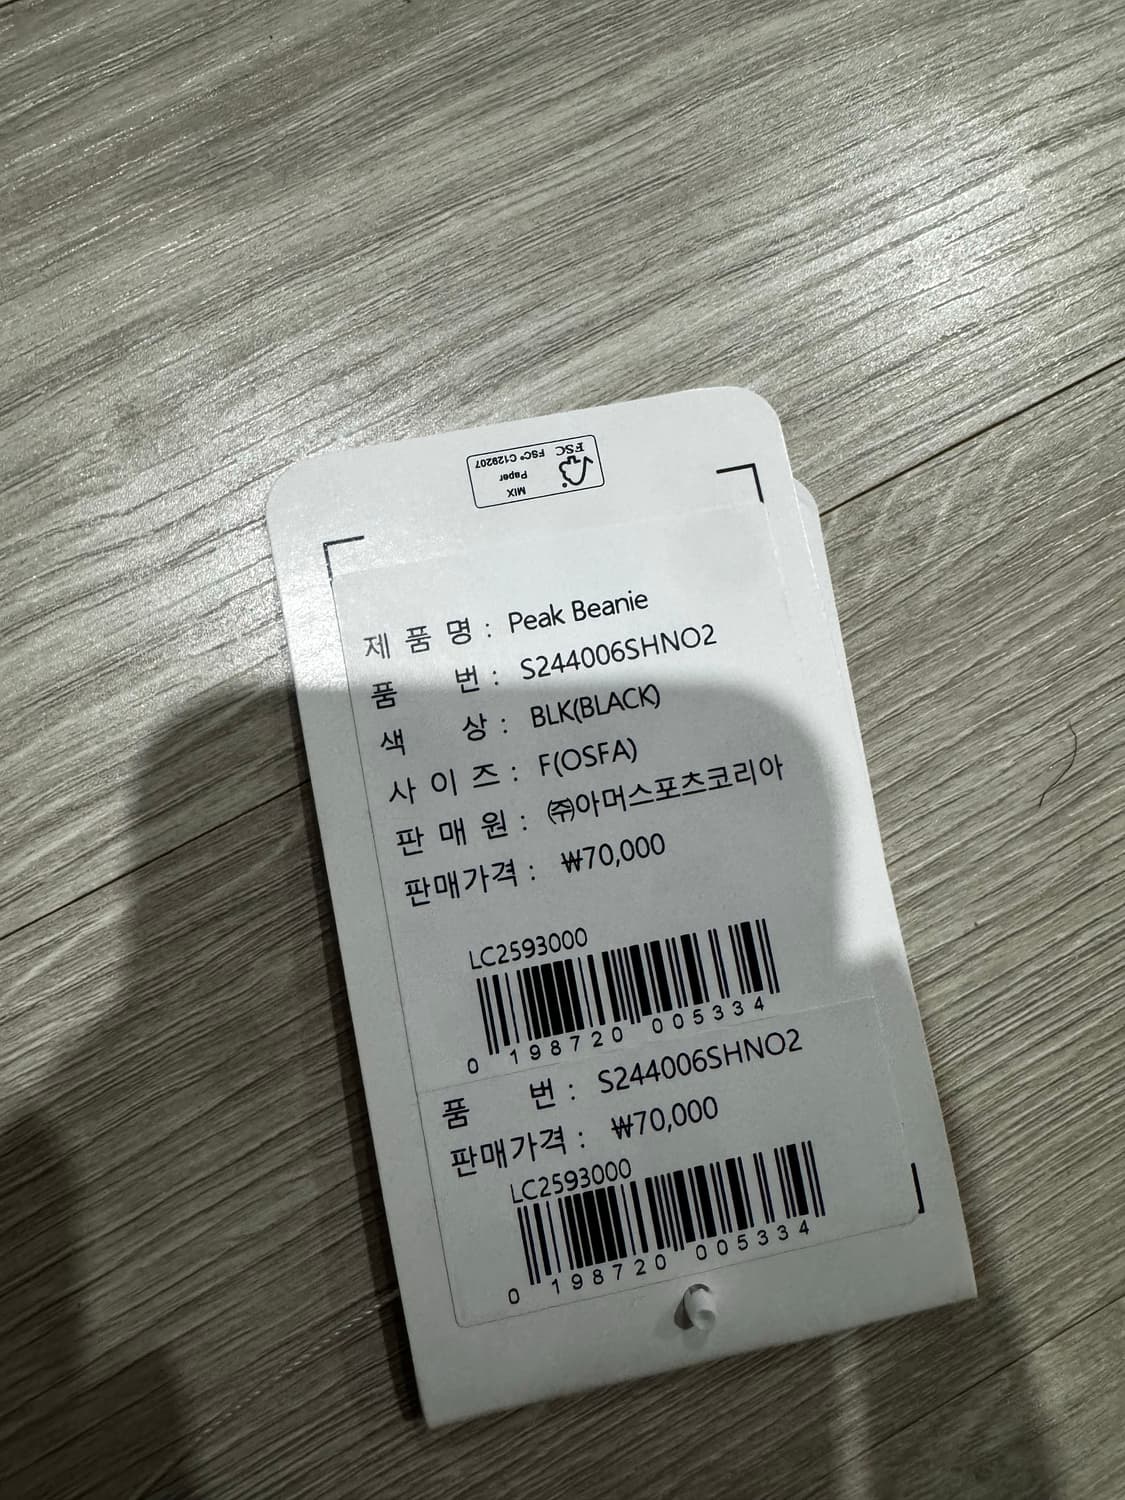 FSC
FSC® C129207
Paper
MIX
제품명 : Peak Beanie
품번 : S244006SHNO2
색상 : BLK(BLACK)
사이즈 : F(OSFA)
판매원 : ㈜아머스포츠코리아
판매가격 : ₩70,000
LC2593000
0 198720 005334
품번 : S244006SHNO2
판매가격 : ₩70,000
LC2593000
0 198720 005334